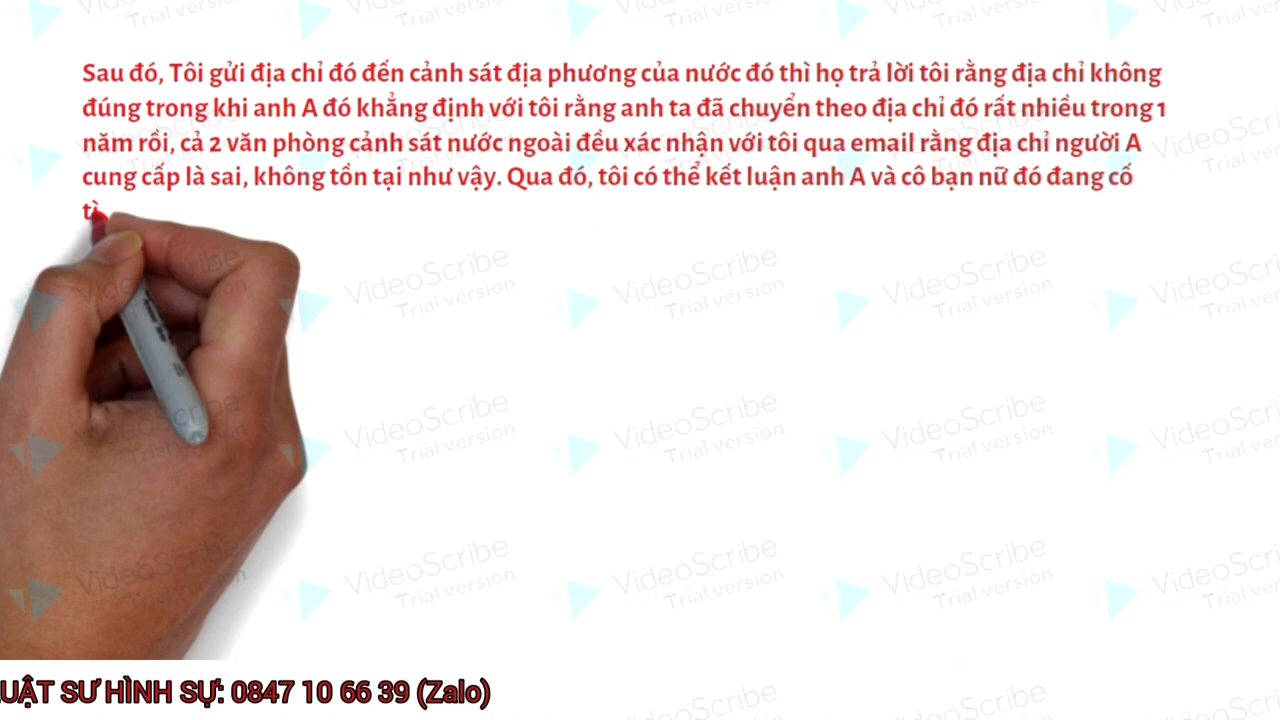 Sau đó, Tôi gửi địa chỉ đó đến cảnh sát địa phương của nước đó thì họ trả lời tôi rằng địa chỉ không
đúng trong khi anh A đó khẳng định với tôi rằng anh ta đã chuyển theo địa chỉ đó rất nhiều trong 1
năm rồi, cả 2 văn phòng cảnh sát nước ngoài đều xác nhận với tôi qua email rằng địa chỉ người A
cung cấp là sai, không tồn tại như vậy. Qua đó, tôi có thể kết luận anh A và cô bạn nữ đó đang cố
tì
VideoScribe
Trial version
UẬT SƯ HÌNH SỰ: 0847 10 66 39 (Zalo)